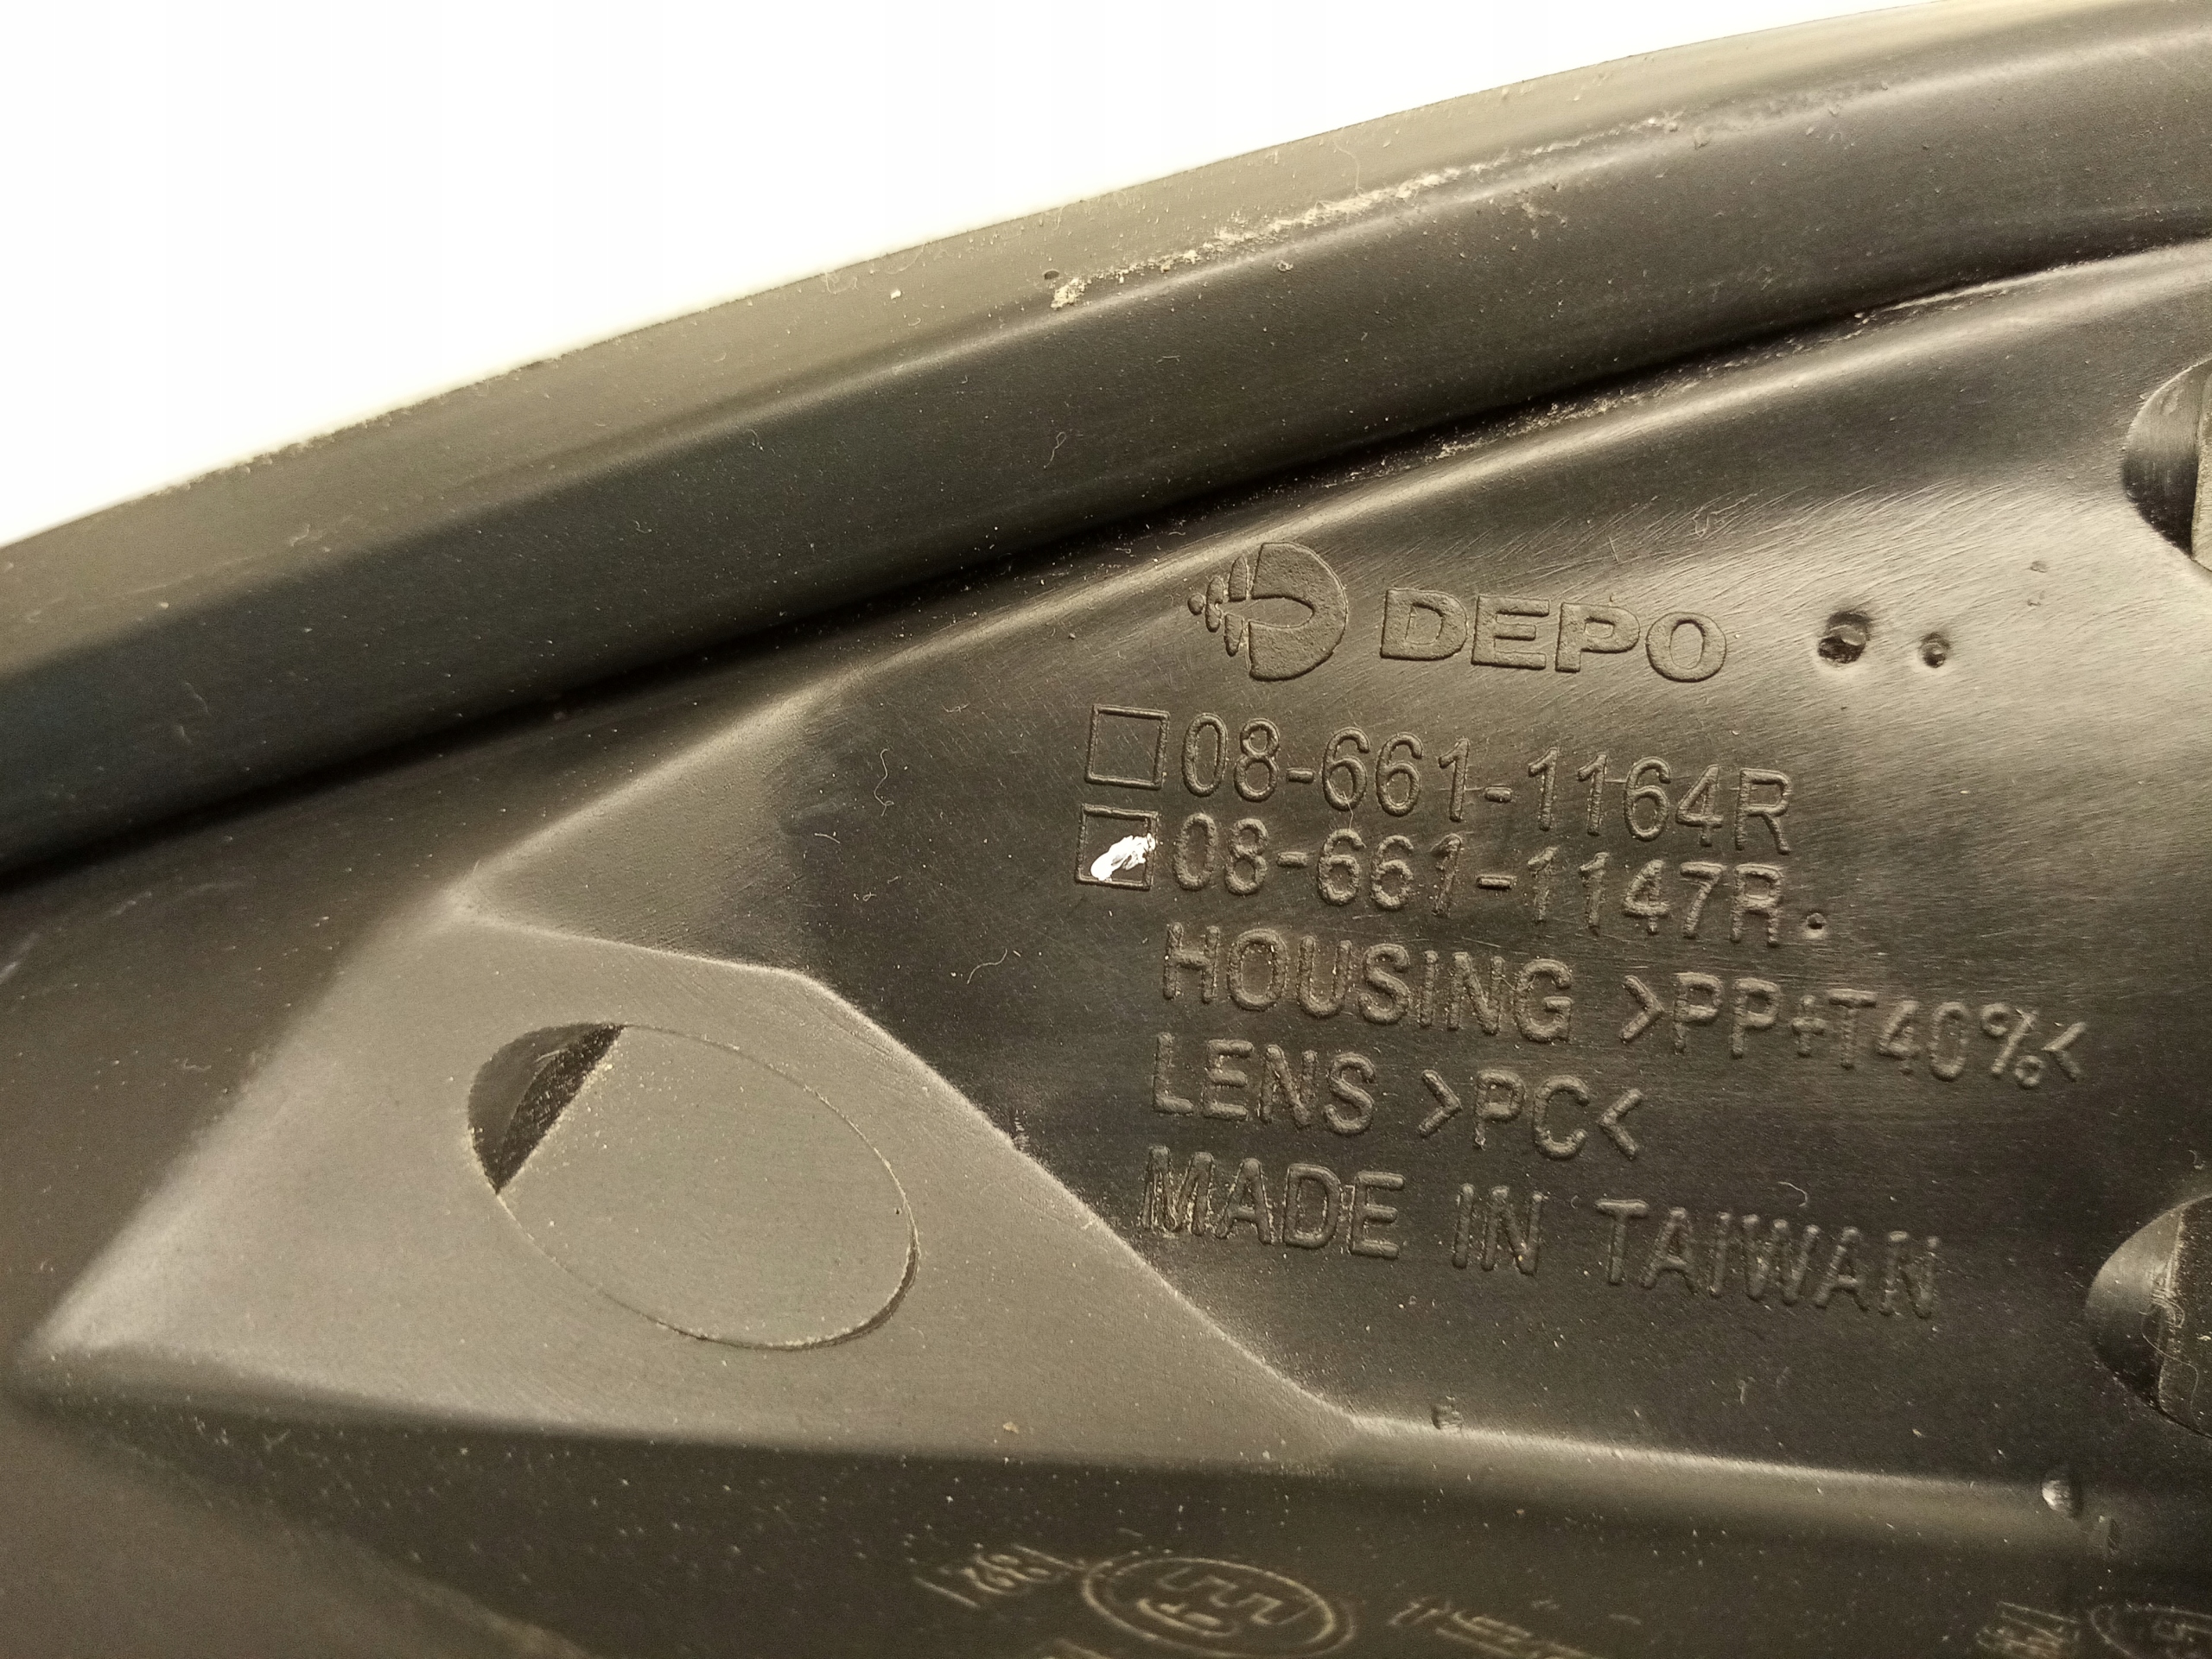 DEPO
08-661-1164R
08-661-1147R.
HOUSING >PP+T40%<
LENS >PC<
MADE IN TAIWAN